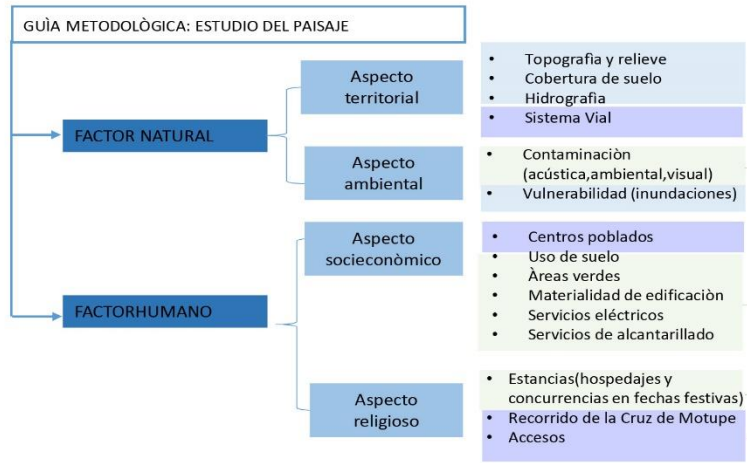 GUÌA METODOLÒGICA: ESTUDIO DEL PAISAJE
FACTOR NATURAL
Aspecto
territorial
• Topografìa y relieve
• Cobertura de suelo
• Hidrografìa
• Sistema Vial
Aspecto
ambiental
• Contaminaciòn
(acústica,ambiental,visual)
• Vulnerabilidad (inundaciones)
FACTORHUMANO
Aspecto
socieconòmico
• Centros poblados
• Uso de suelo
• Àreas verdes
• Materialidad de edificaciòn
• Servicios eléctricos
• Servicios de alcantarillado
Aspecto
religioso
• Estancias(hospedajes y
concurrencias en fechas festivas)
• Recorrido de la Cruz de Motupe
• Accesos